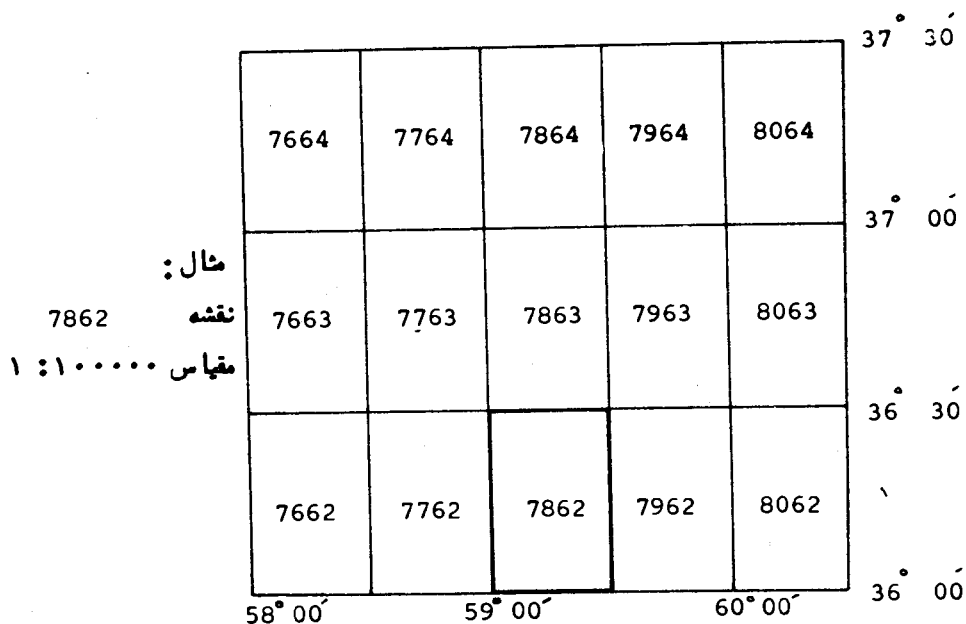 37° 30′
7664 7764 7864 7964 8064
37° 00′
مثال :
نقشه 7862
مقیاس ۱۰۰۰۰۰ : ۱
7663 7763 7863 7963 8063
36° 30′
7662 7762 7862 7962 8062
36° 00′
58° 00′ 59° 00′ 60° 00′